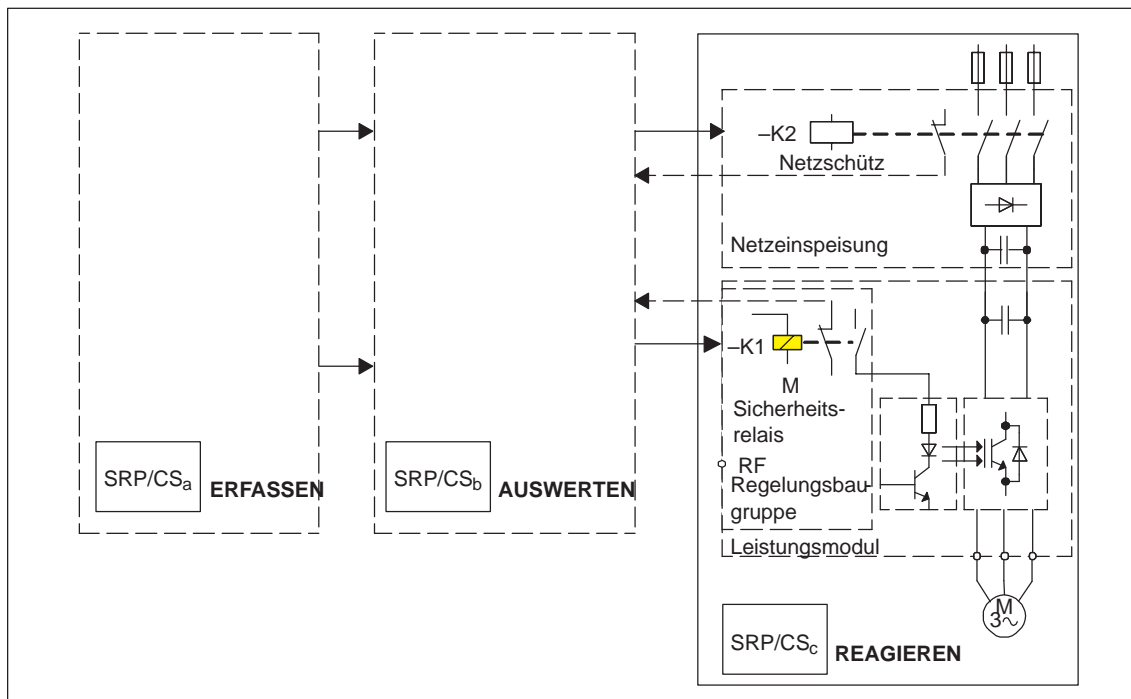 –K2
Netzschütz
Netzeinspeisung
–K1
M
Sicherheits-
relais
RF
Regelungsbau-
gruppe
Leistungsmodul
M
3~
SRP/CSa ERFASSEN
SRP/CSb AUSWERTEN
SRP/CSc REAGIEREN